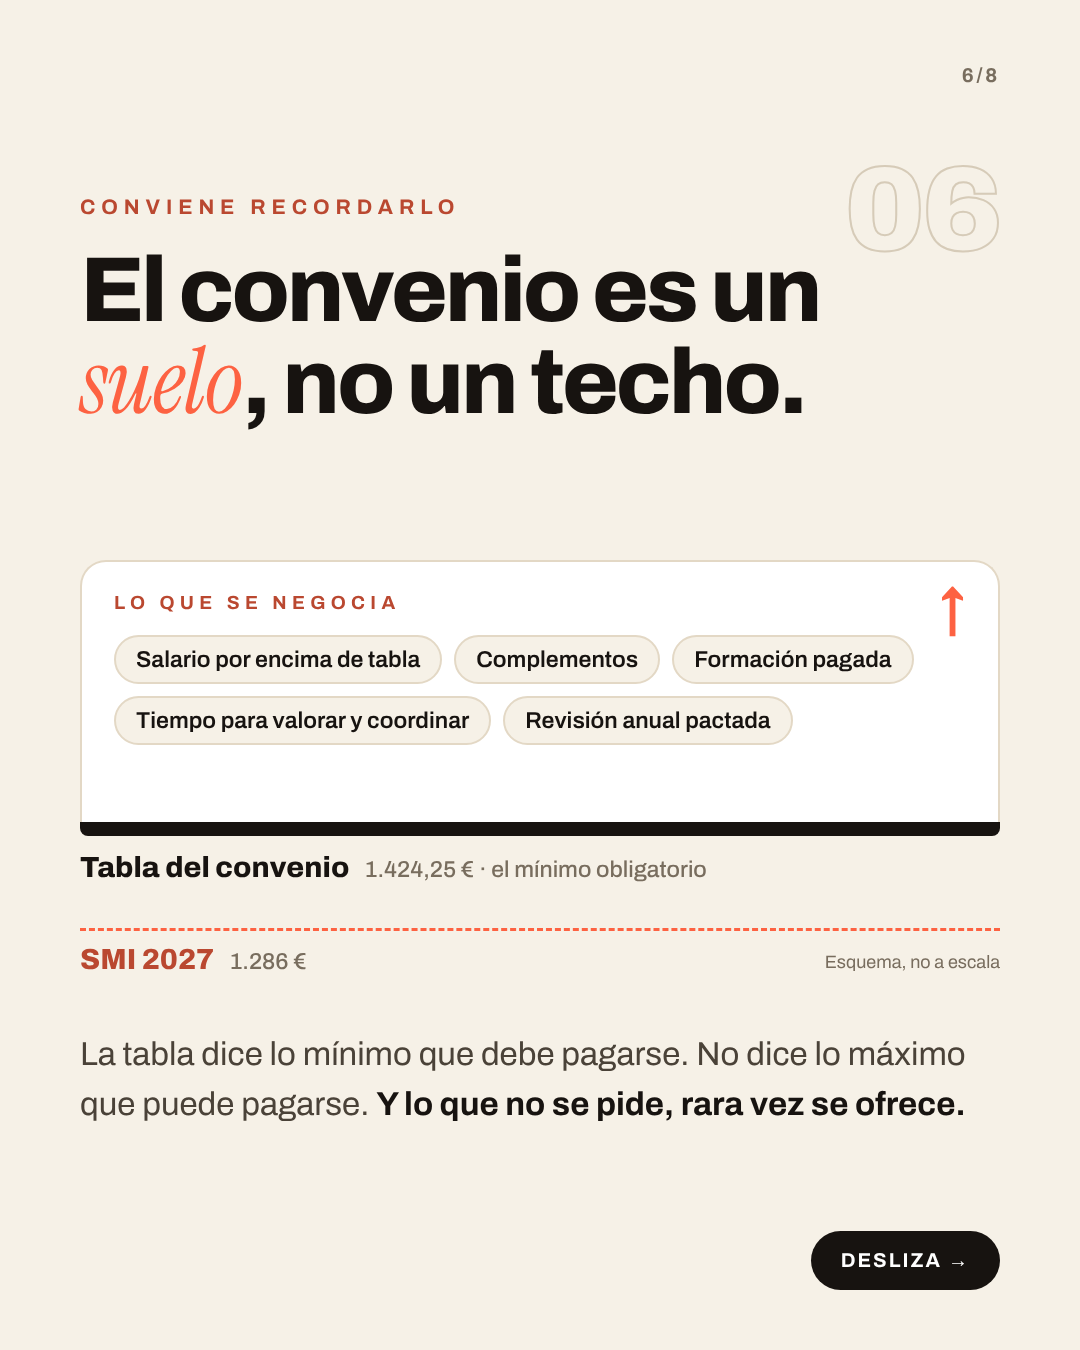 6/8
06
CONVIENE RECORDARLO
El convenio es un
suelo, no un techo.
LO QUE SE NEGOCIA
↑
Salario por encima de tabla
Complementos
Formación pagada
Tiempo para valorar y coordinar
Revisión anual pactada
Tabla del convenio 1.424,25 € · el mínimo obligatorio
SMI 2027 1.286 €
Esquema, no a escala
La tabla dice lo mínimo que debe pagarse. No dice lo máximo
que puede pagarse. Y lo que no se pide, rara vez se ofrece.
DESLIZA →